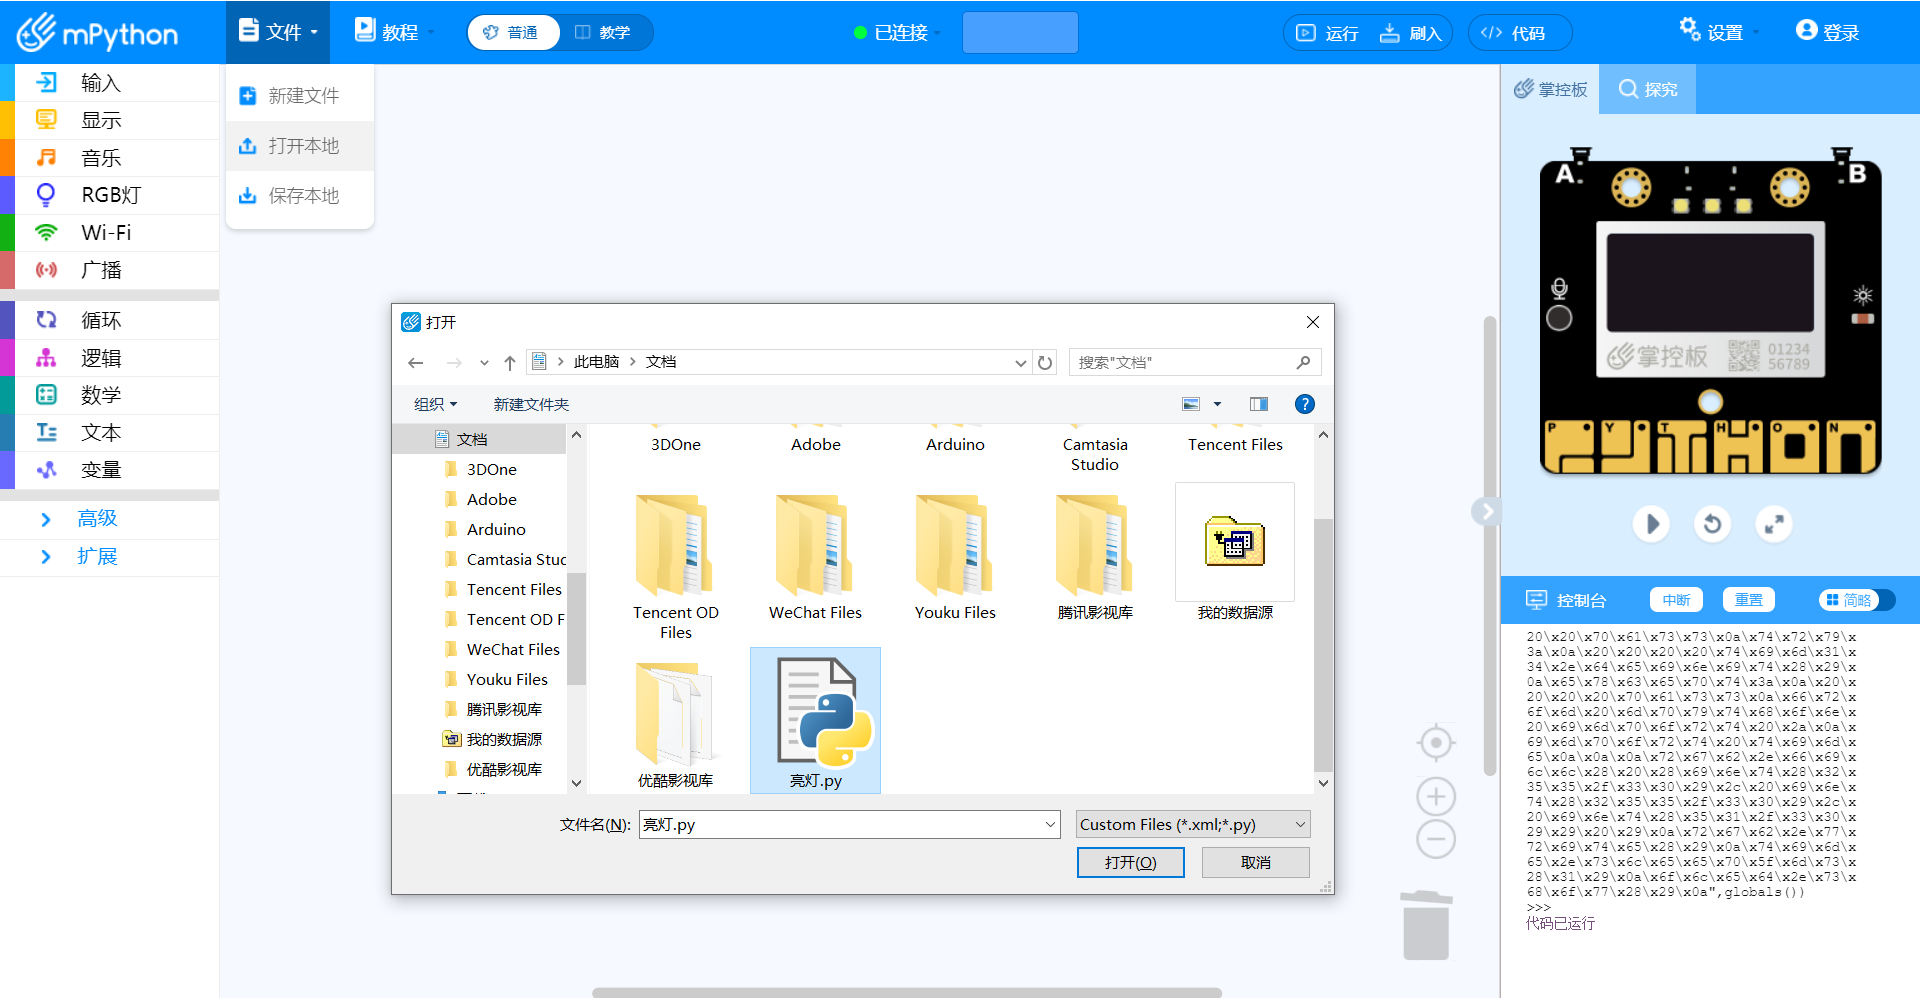 mPython
文件
教程
普通
教学
已连接
运行
刷入
</> 代码
设置
登录
输入
显示
音乐
RGB灯
Wi-Fi
广播
循环
逻辑
数学
文本
变量
高级
扩展
新建文件
打开本地
保存本地
打开
此电脑 > 文档
搜索"文档"
组织
新建文件夹
文档
3DOne
Adobe
Arduino
Camtasia Stuc
Tencent Files
Tencent OD F
WeChat Files
Youku Files
腾讯影视库
我的数据源
优酷影视库
3DOne
Adobe
Arduino
Camtasia
Studio
Tencent Files
Tencent OD
Files
WeChat Files
Youku Files
腾讯影视库
我的数据源
优酷影视库
亮灯.py
文件名(N):
亮灯.py
Custom Files (*.xml;*.py)
打开(O)
取消
掌控板
探究
A
B
掌控板
01234
56789
P Y T H O N
控制台
中断
重置
简略
20\x20\x70\x61\x73\x73\x0a\x74\x72\x79\x
3a\x0a\x20\x20\x20\x20\x74\x69\x6d\x31\x
34\x2e\x64\x65\x69\x6e\x69\x74\x28\x29\x
0a\x65\x78\x63\x65\x70\x74\x3a\x0a\x20\x
20\x20\x20\x70\x61\x73\x73\x0a\x66\x72\x
6f\x6d\x20\x6d\x70\x79\x74\x68\x6f\x6e\x
20\x69\x6d\x70\x6f\x72\x74\x20\x2a\x0a\x
69\x6d\x70\x6f\x72\x74\x20\x74\x69\x6d\x
65\x0a\x0a\x0a\x72\x67\x62\x2e\x66\x69\x
6c\x6c\x28\x20\x28\x69\x6e\x74\x28\x32\x
35\x35\x2f\x33\x30\x29\x2c\x20\x69\x6e\x
74\x28\x32\x35\x35\x2f\x33\x30\x29\x2c\x
20\x69\x6e\x74\x28\x35\x31\x2f\x33\x30\x
29\x29\x20\x29\x0a\x72\x67\x62\x2e\x77\x
72\x69\x74\x65\x28\x29\x0a\x74\x69\x6d\x
65\x2e\x73\x6c\x65\x65\x70\x5f\x6d\x73\x
28\x31\x29\x0a\x6f\x6c\x65\x64\x2e\x73\x
68\x6f\x77\x28\x29\x0a",globals())
>>>
代码已运行